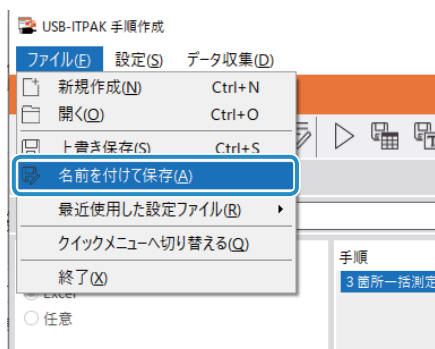 USB-ITPAK 手順作成
ファイル(F) 設定(S) データ収集(D)
新規作成(N) Ctrl+N
開く(O) Ctrl+O
上書き保存(S) Ctrl+S
名前を付けて保存(A)
最近使用した設定ファイル(R)
クイックメニューへ切り替える(Q)
終了(X)
手順
3箇所一括測定
Excel
任意